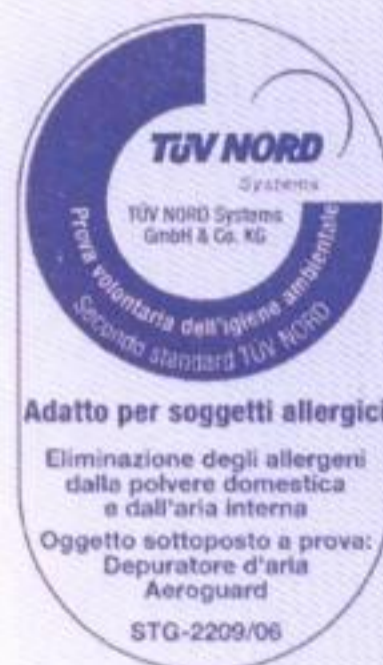 TÜV NORD
Systems
TÜV NORD Systems
GmbH & Co. KG
Prova volontaria dell'igiene ambientale
Secondo standard TÜV NORD
Adatto per soggetti allergici
Eliminazione degli allergeni
dalla polvere domestica
e dall'aria interna
Oggetto sottoposto a prova:
Depuratore d'aria
Aeroguard
STG-2209/06